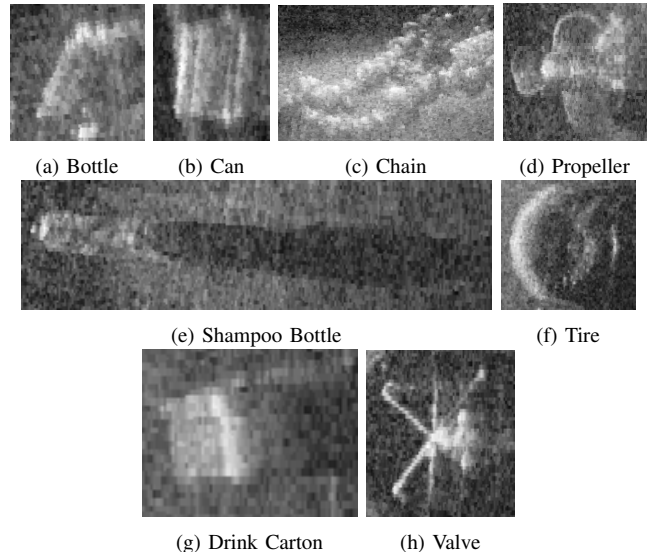 (a) Bottle
(b) Can
(c) Chain
(d) Propeller
(e) Shampoo Bottle
(f) Tire
(g) Drink Carton
(h) Valve